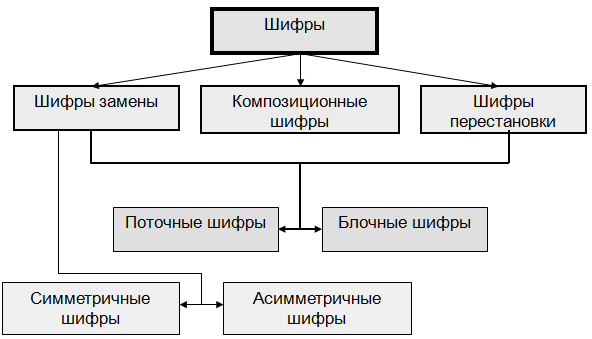 Шифры
Шифры замены
Композиционные
шифры
Шифры
перестановки
Поточные шифры
Блочные шифры
Симметричные
шифры
Асимметричные
шифры